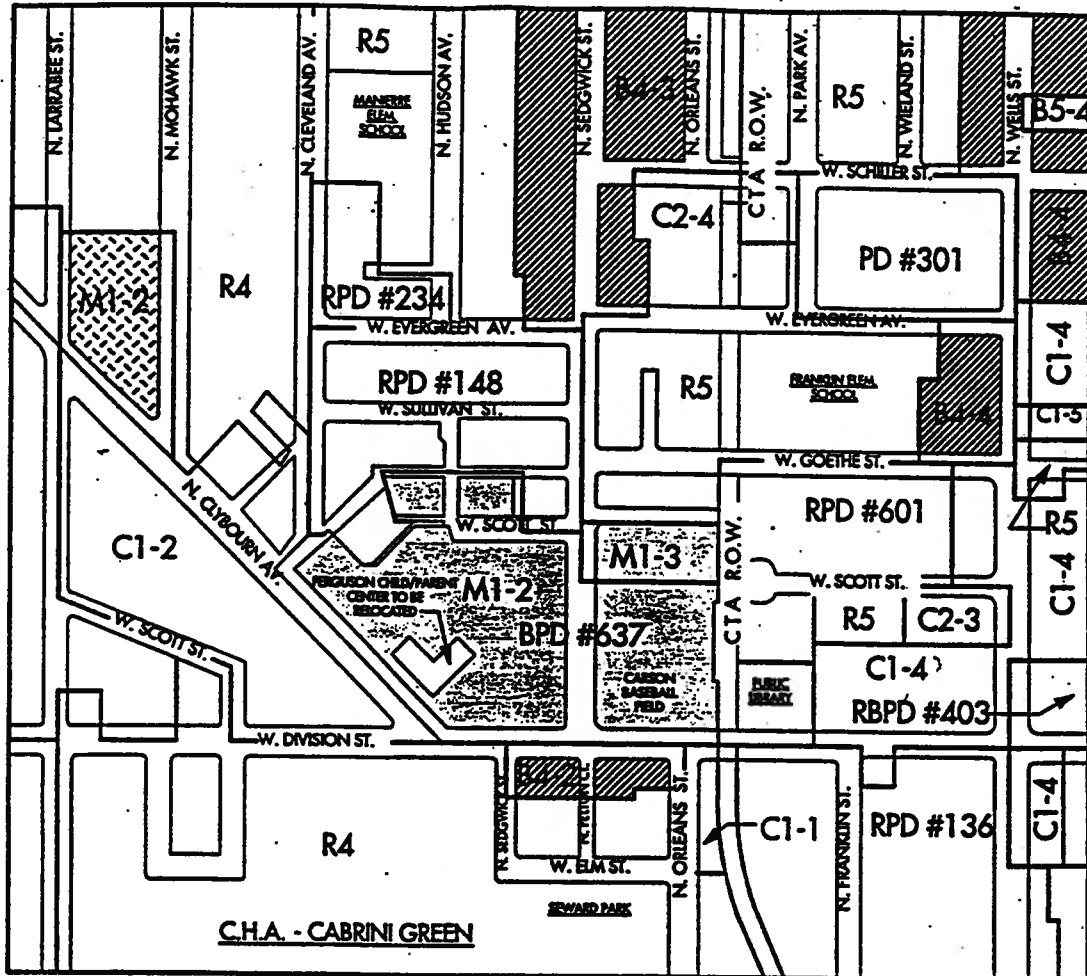 N. LARRABEE ST.
N. MOHAWK ST.
N. CLEVELAND AV.
R5
MANIERRE
ELEM.
SCHOOL
N. HUDSON AV.
N. SEDGWICK ST.
B4-3
N. ORLEANS ST.
C T A R.O.W.
N. PARK AV.
R5
N. WIELAND ST.
N. WELLS ST.
B5-4
W. SCHILLER ST.
C2-4
PD #301
B4-4
M1-2
R4
RPD #234
W. EVERGREEN AV.
W. EVERGREEN AV.
C1-4
RPD #148
W. SULLIVAN ST.
R5
FRANKLIN ELEM.
SCHOOL
B4-4
C1-5
W. GOETHE ST.
N. CLYBOURN AV.
W. SCOTT ST.
RPD #601
R5
C1-2
M1-3
C T A R.O.W.
FERGUSON CHILD/PARENT
CENTER TO BE
RELOCATED
M1-2
W. SCOTT ST.
C1-4
BPD #637
R5
C2-3
W. SCOTT ST.
CARSON
BASEBALL
FIELD
PUBLIC
LIBRARY
C1-4
RBPD #403
W. DIVISION ST.
N. SEDGWICK ST.
B4-2
N. ORLEANS ST.
C1-1
N. FRANKLIN ST.
RPD #136
C1-4
R4
W. ELM ST.
SEWARD PARK
C.H.A. - CABRINI GREEN